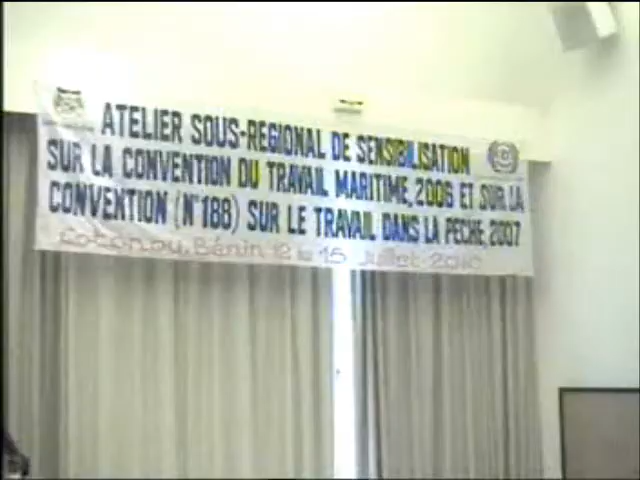 ATELIER SOUS-REGIONAL DE SENSIBILISATION
SUR LA CONVENTION DU TRAVAIL MARITIME, 2006 ET SUR LA
CONVENTION (N°188) SUR LE TRAVAIL DANS LA PECHE, 2007
Cotonou, Bénin 12 au 15 Juillet 2010